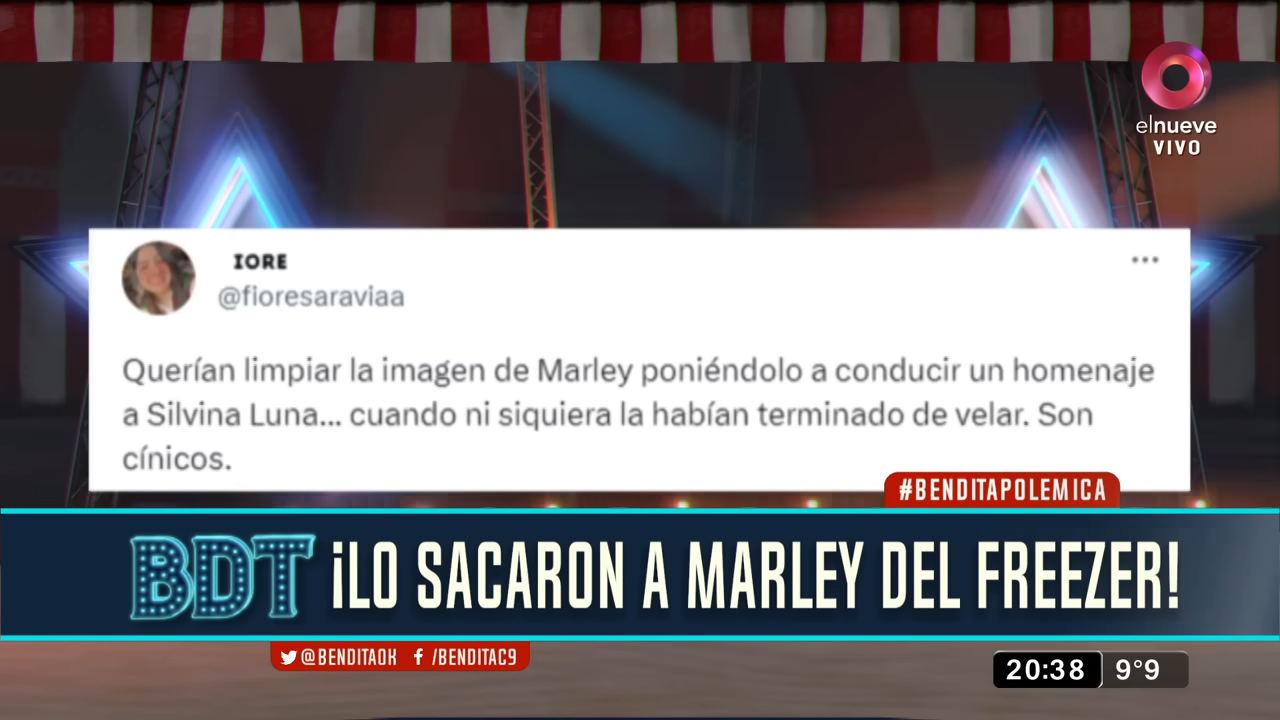 elnueve
VIVO
IORE
@fioresaraviaa
Querían limpiar la imagen de Marley poniéndolo a conducir un homenaje
a Silvina Luna... cuando ni siquiera la habían terminado de velar. Son
cínicos.
#BENDITAPOLEMICA
BDT ¡LO SACARON A MARLEY DEL FREEZER!
@BENDITAOK /BENDITAC9
20:38 9°9